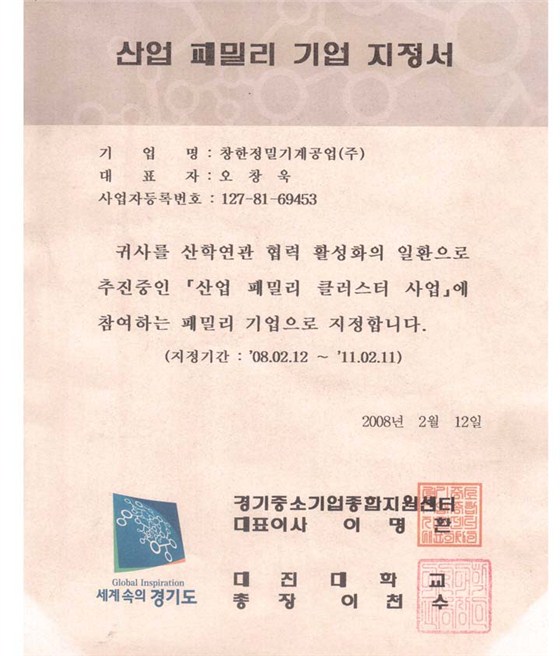 산업 패밀리 기업 지정서
기 업 명 : 창한정밀기계공업(주)
대 표 자 : 오 창 욱
사업자등록번호 : 127-81-69453
귀사를 산학연관 협력 활성화의 일환으로
추진중인 「산업 패밀리 클러스터 사업」에
참여하는 패밀리 기업으로 지정합니다.
(지정기간 : '08.02.12 ~ '11.02.11)
2008년 2월 12일
경기중소기업종합지원센터
대표이사 이 명 환
Global Inspiration
세계 속의 경기도
대 진 대 학 교
총 장 이 천 수